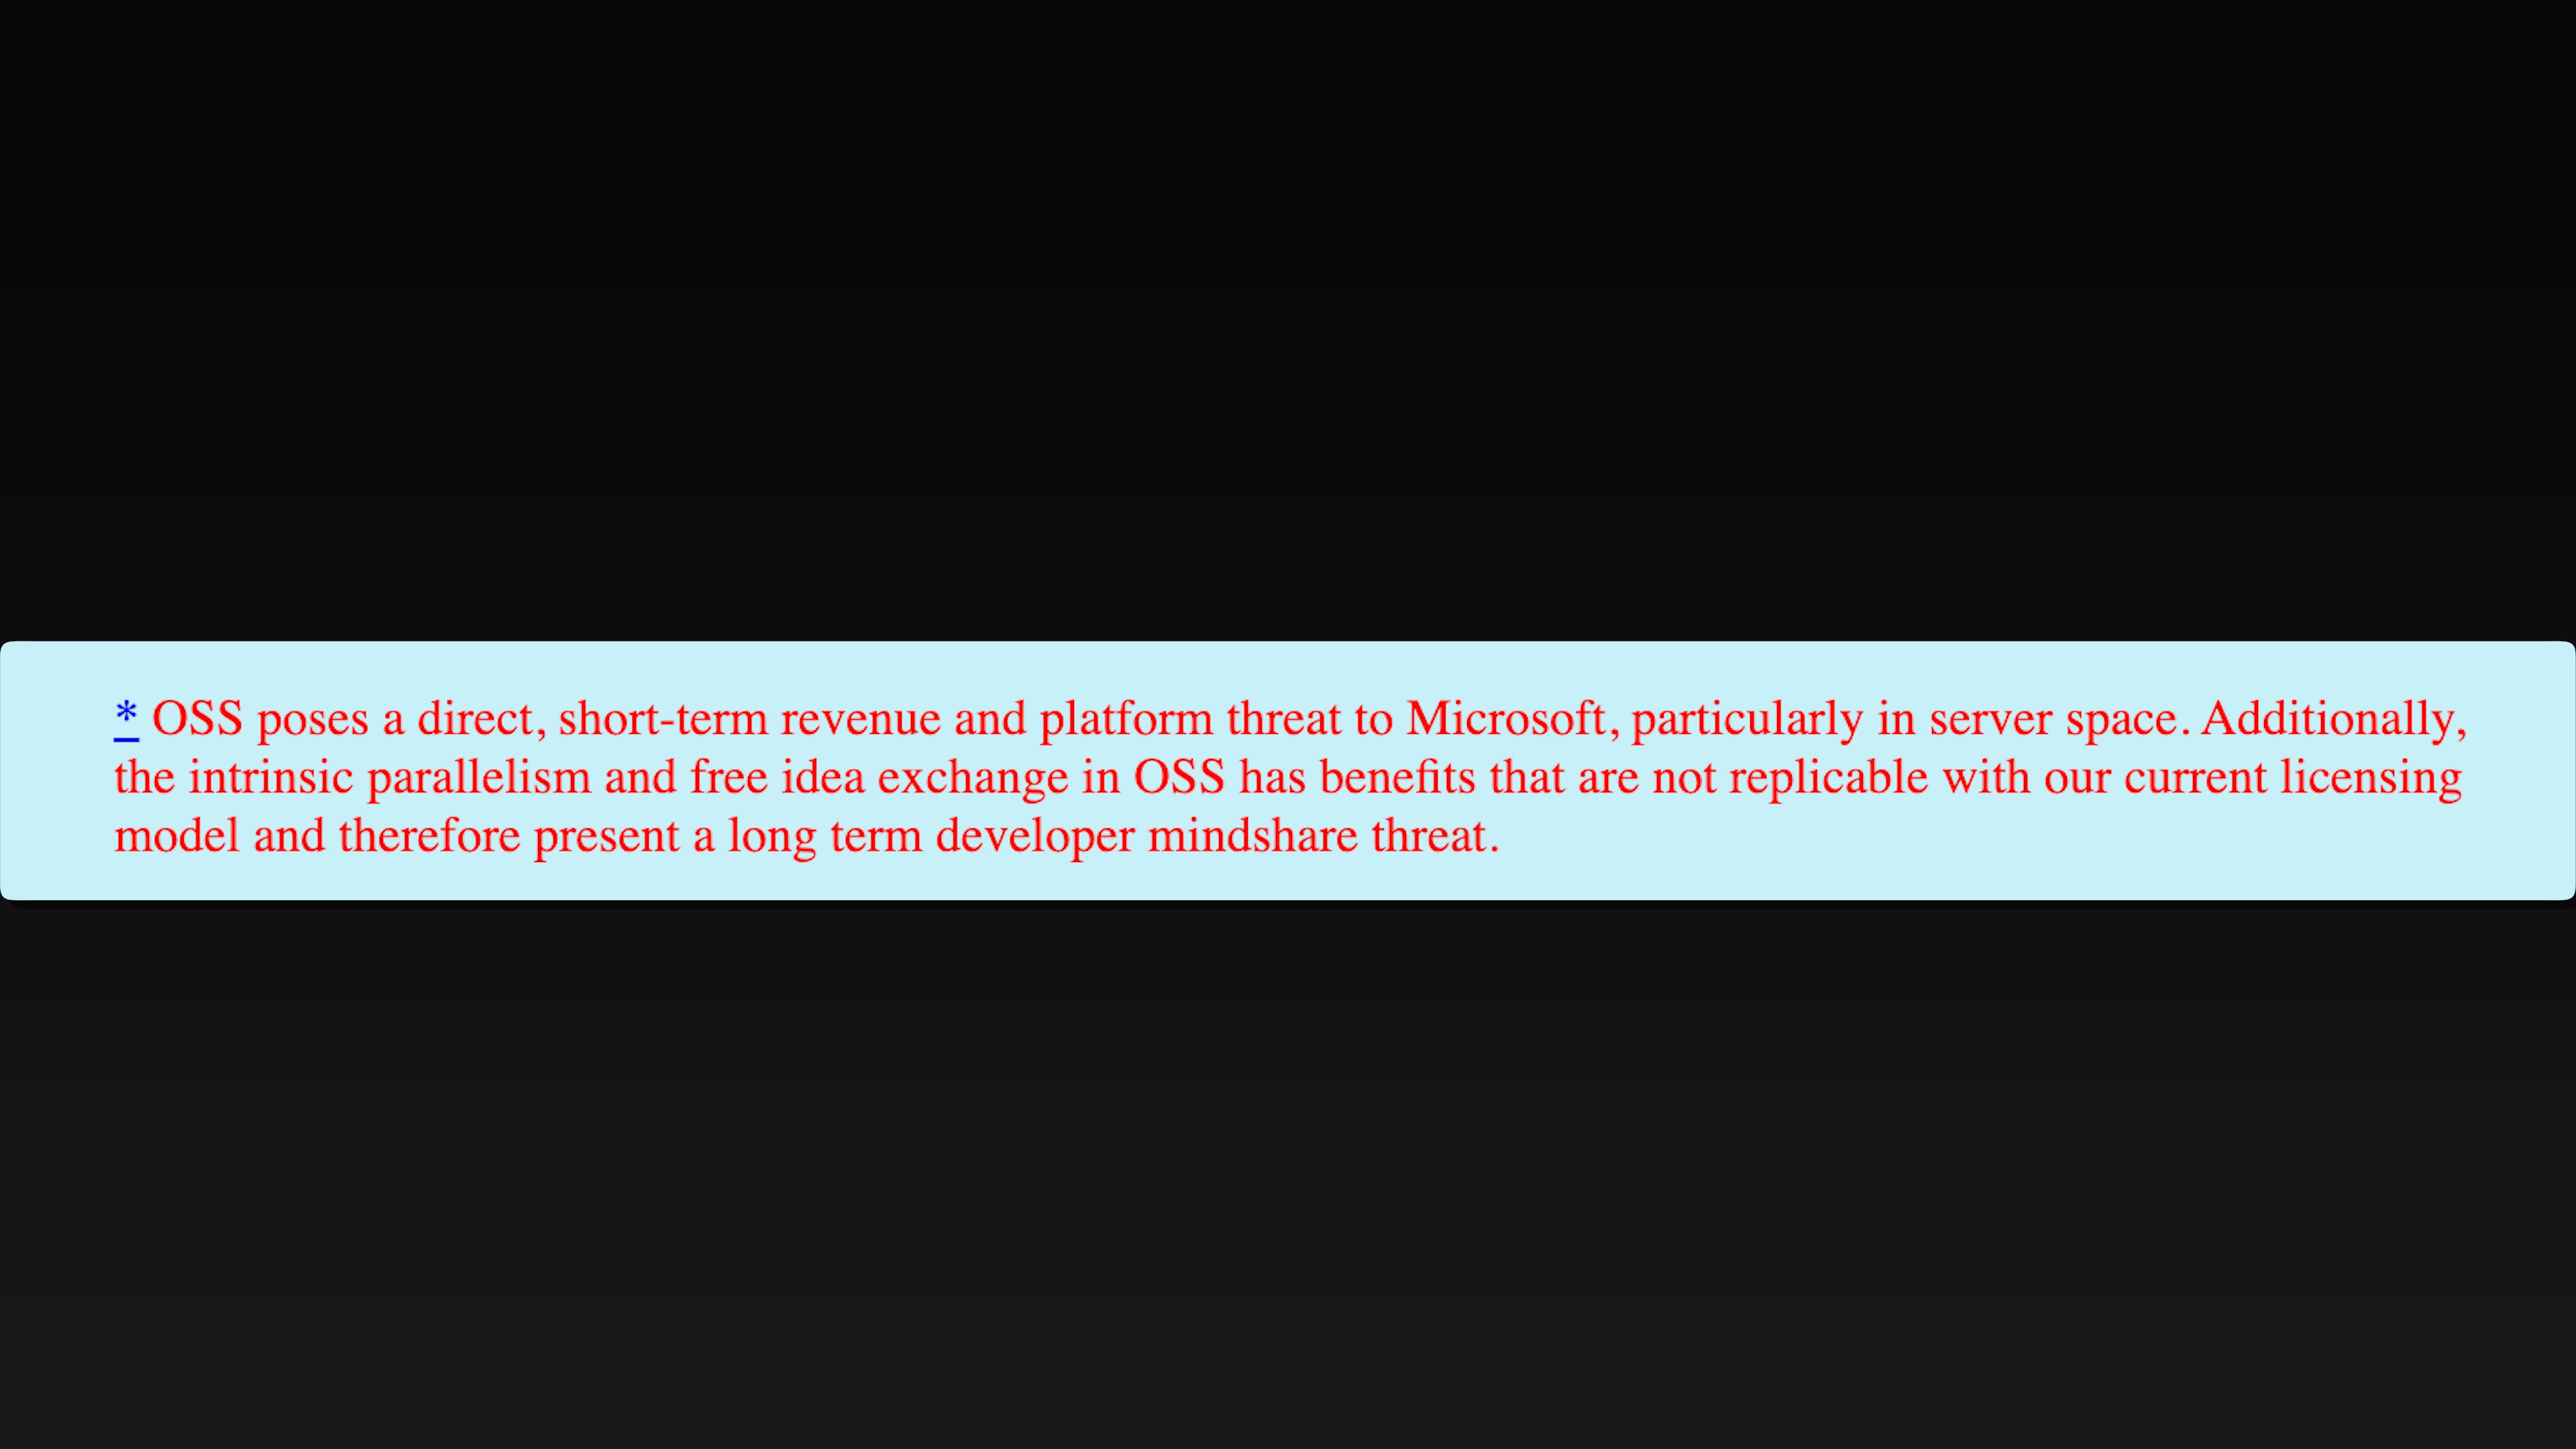 * OSS poses a direct, short-term revenue and platform threat to Microsoft, particularly in server space. Additionally,
the intrinsic parallelism and free idea exchange in OSS has benefits that are not replicable with our current licensing
model and therefore present a long term developer mindshare threat.